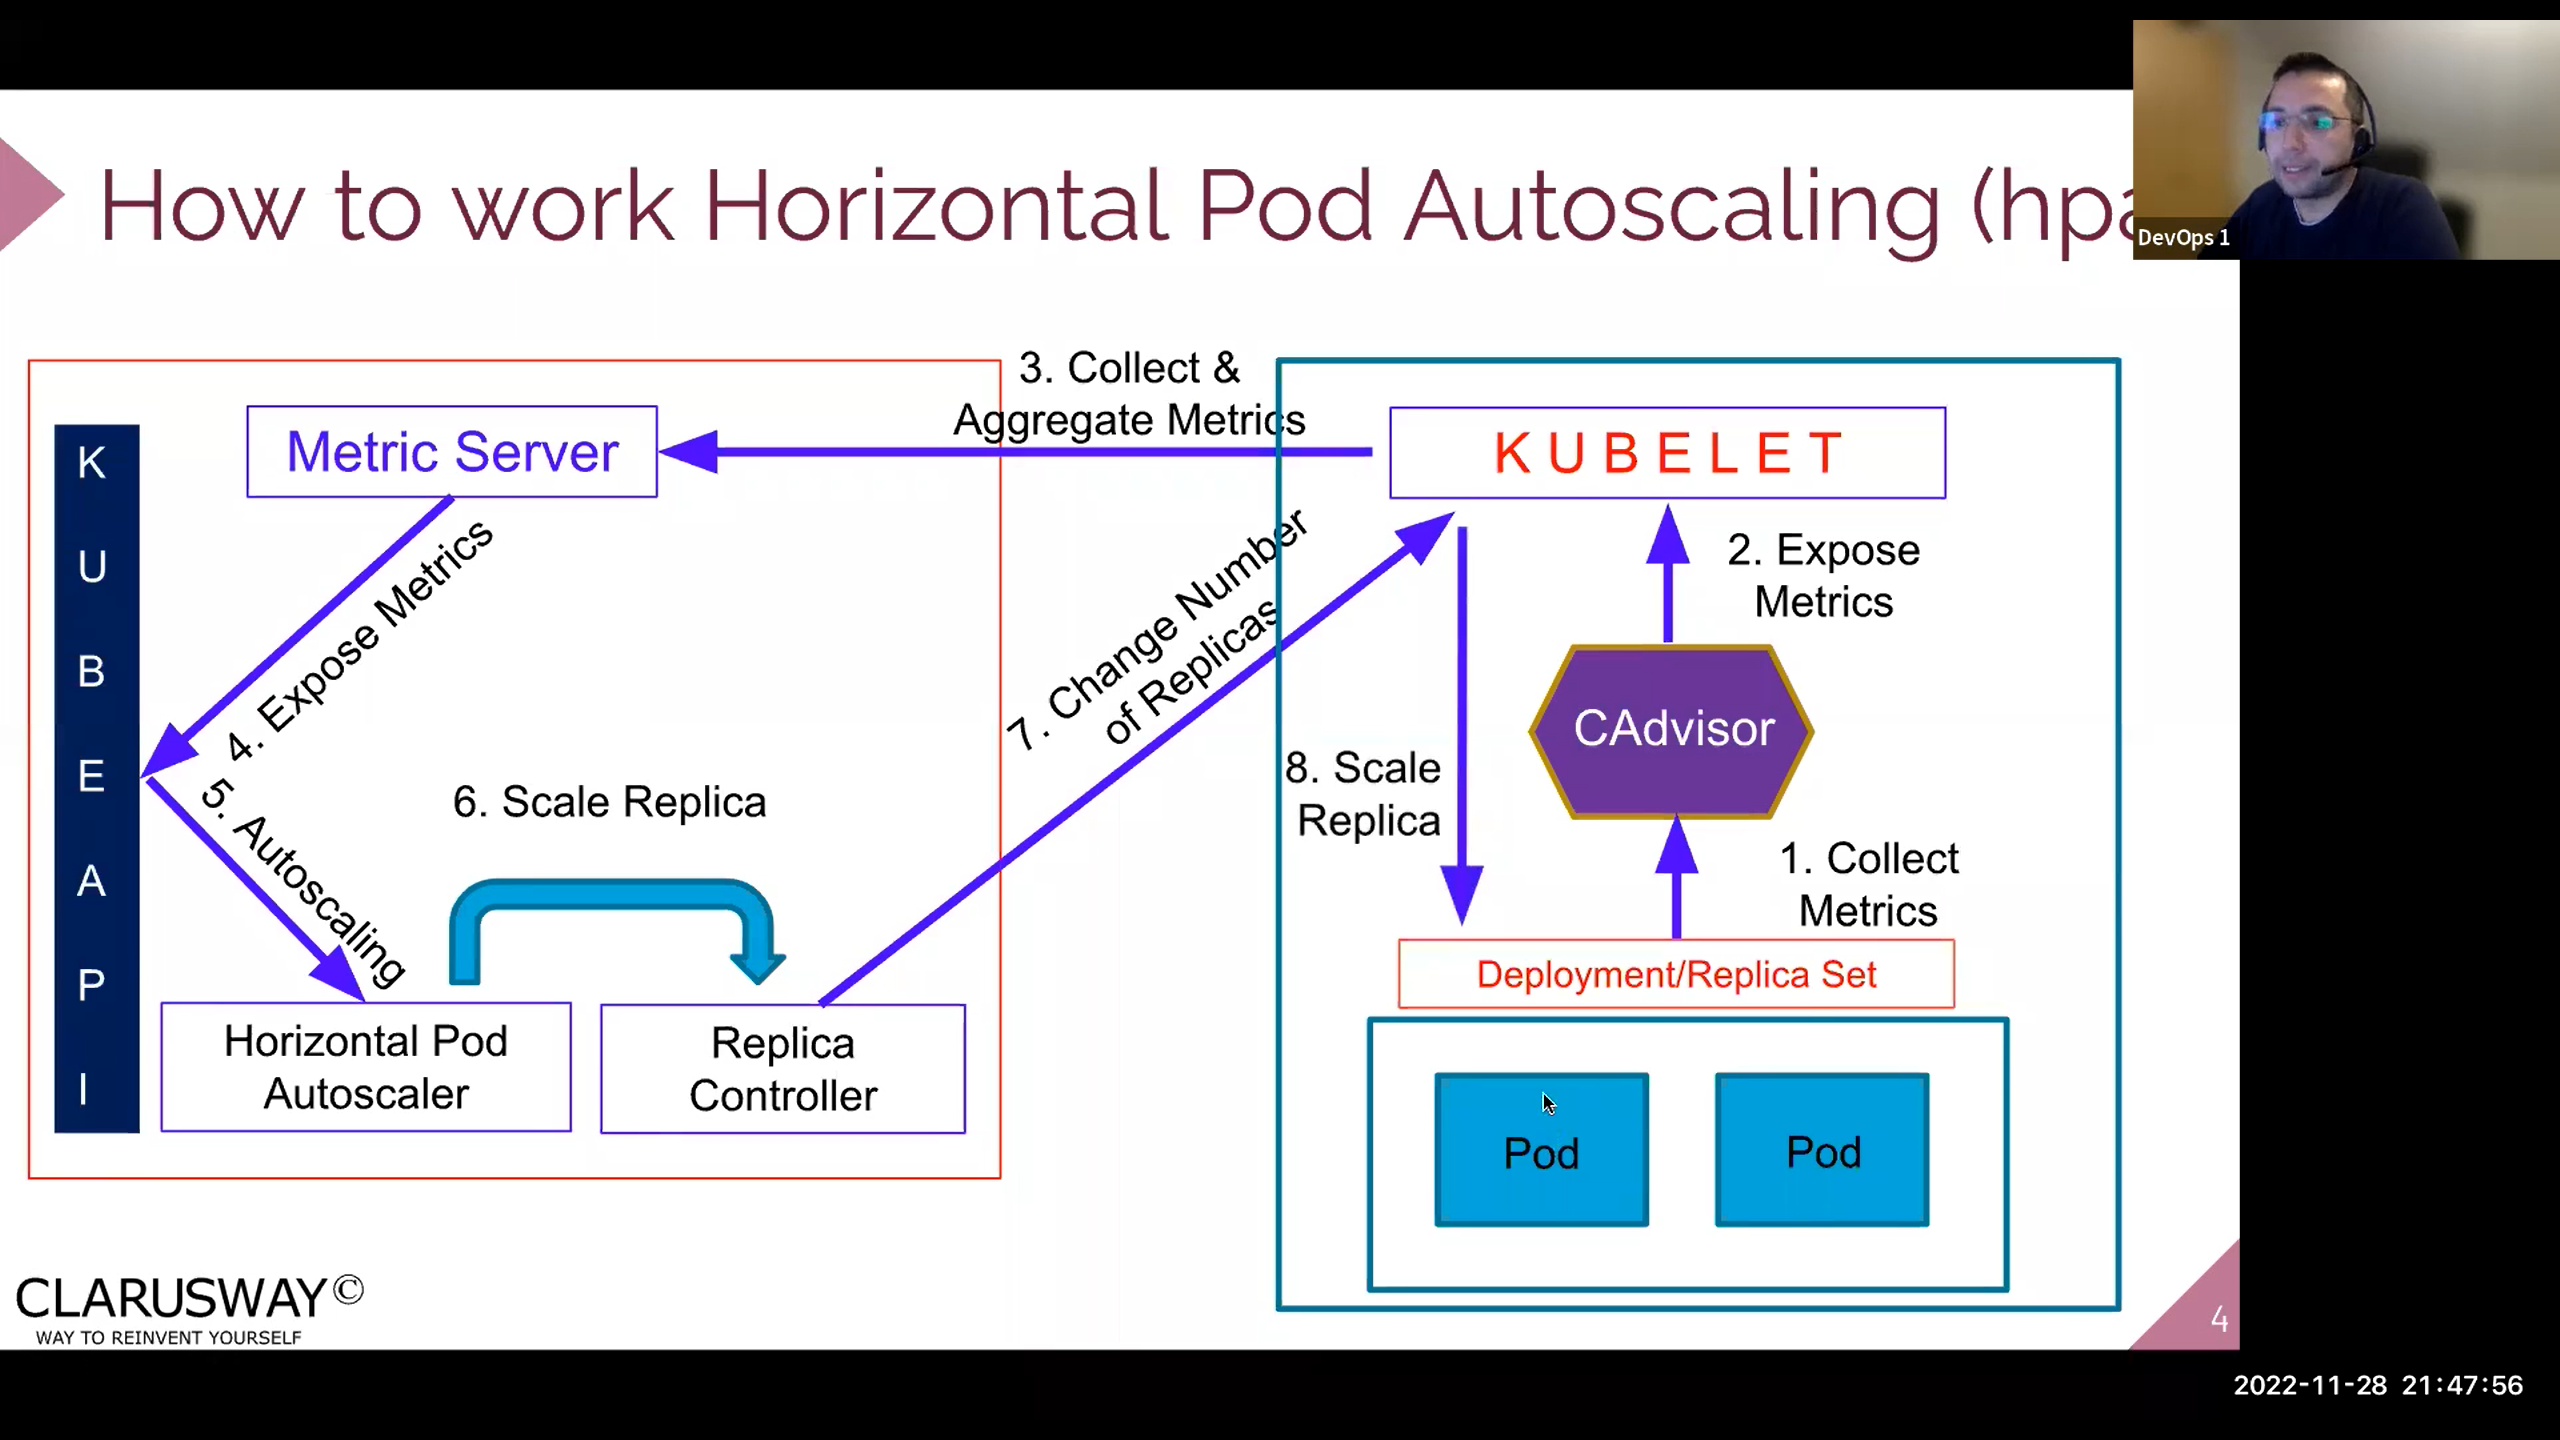 How to work Horizontal Pod Autoscaling (hpa
DevOps 1
3. Collect &
Aggregate Metrics
Metric Server
K U B E L E T
K
U
B
E
A
P
I
4. Expose Metrics
7. Change Number
of Replicas
2. Expose
Metrics
CAdvisor
5. Autoscaling
6. Scale Replica
8. Scale
Replica
1. Collect
Metrics
Deployment/Replica Set
Horizontal Pod
Autoscaler
Replica
Controller
Pod
Pod
CLARUSWAY©
WAY TO REINVENT YOURSELF
4
2022-11-28 21:47:56